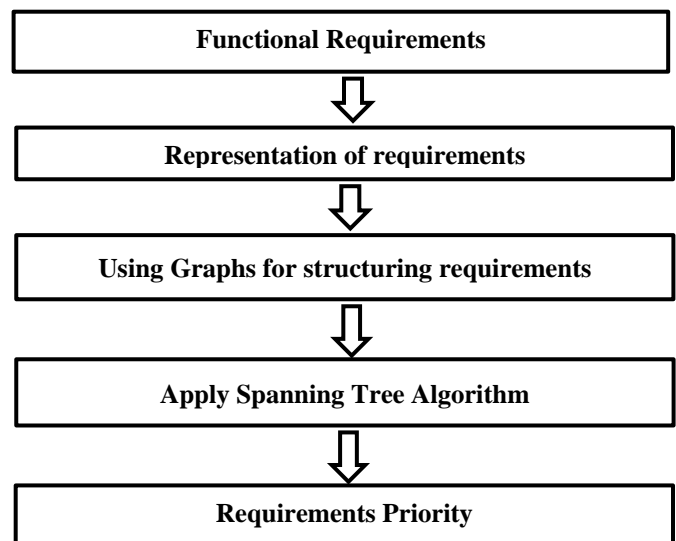 Functional Requirements
Representation of requirements
Using Graphs for structuring requirements
Apply Spanning Tree Algorithm
Requirements Priority